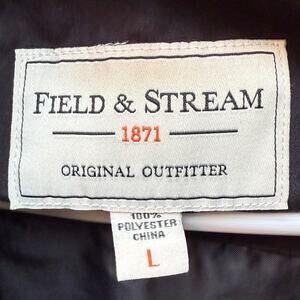 FIELD & STREAM
1871
ORIGINAL OUTFITTER
100%
POLYESTER
CHINA
L